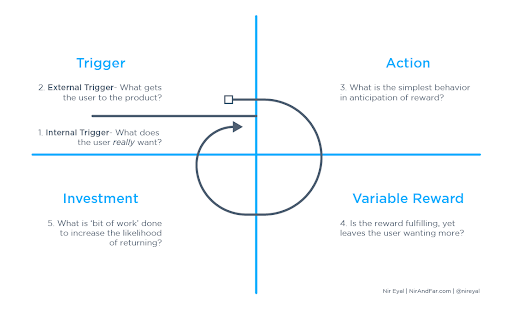 Trigger
2. External Trigger- What gets
the user to the product?
1. Internal Trigger- What does
the user really want?
Action
3. What is the simplest behavior
in anticipation of reward?
Investment
5. What is ‘bit of work’ done
to increase the likelihood
of returning?
Variable Reward
4. Is the reward fulfilling, yet
leaves the user wanting more?
Nir Eyal | NirAndFar.com | @nireyal